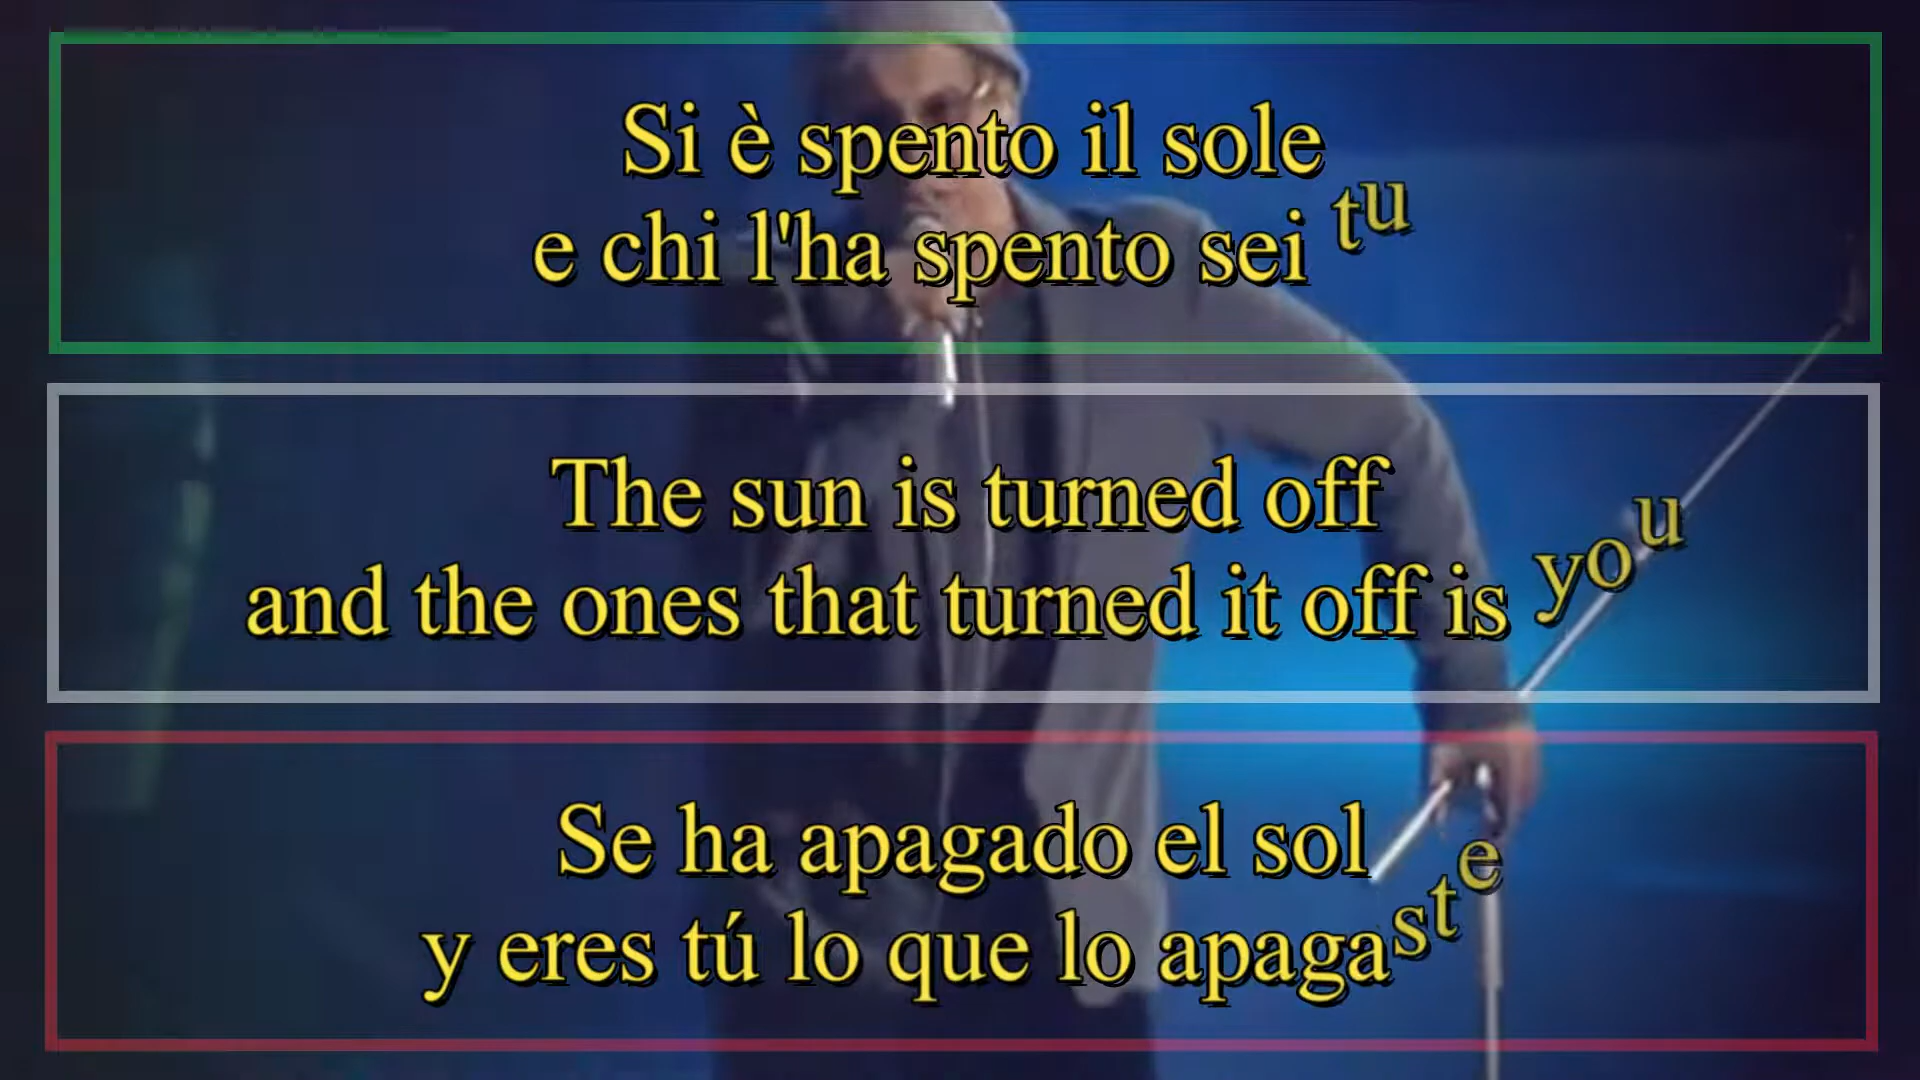 Si è spento il sole
e chi l'ha spento sei tu
The sun is turned off
and the ones that turned it off is you
Se ha apagado el sol
y eres tú lo que lo apagaste